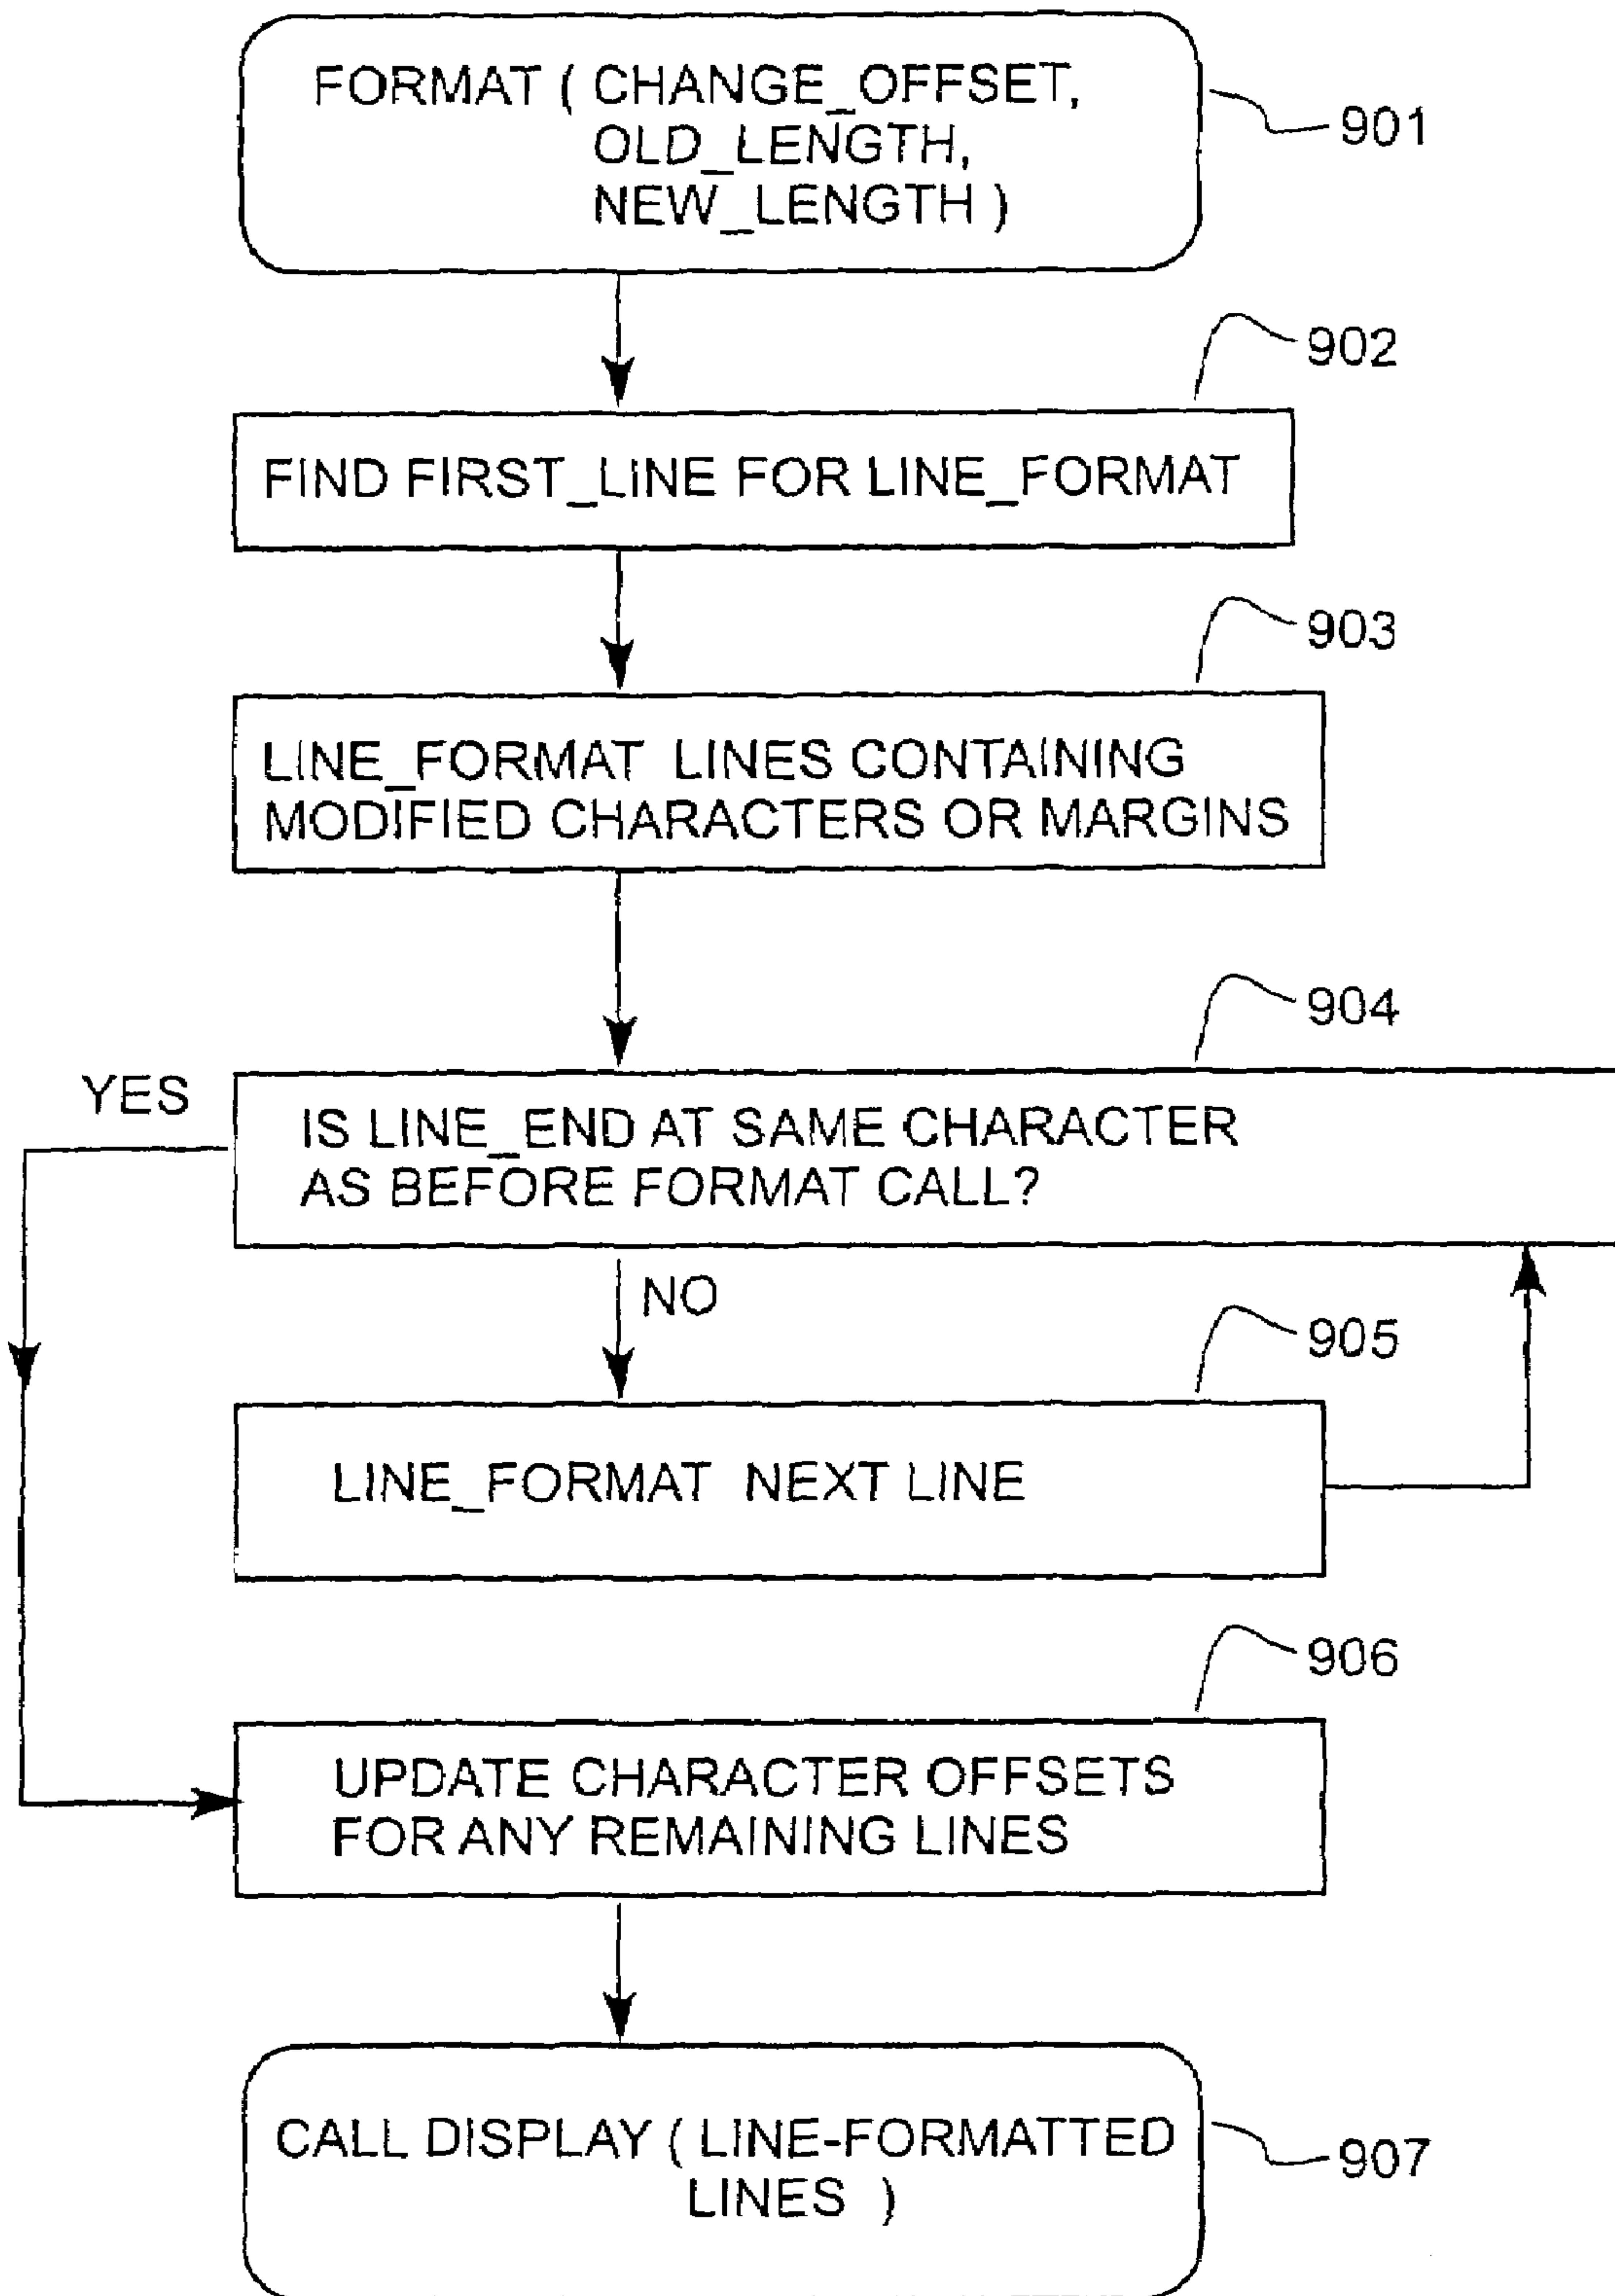 FORMAT ( CHANGE_OFFSET,
OLD_LENGTH,
NEW_LENGTH )
901
902
FIND FIRST_LINE FOR LINE_FORMAT
903
LINE_FORMAT LINES CONTAINING
MODIFIED CHARACTERS OR MARGINS
904
YES
IS LINE_END AT SAME CHARACTER
AS BEFORE FORMAT CALL?
NO
905
LINE_FORMAT NEXT LINE
906
UPDATE CHARACTER OFFSETS
FOR ANY REMAINING LINES
CALL DISPLAY ( LINE-FORMATTED
LINES )
907